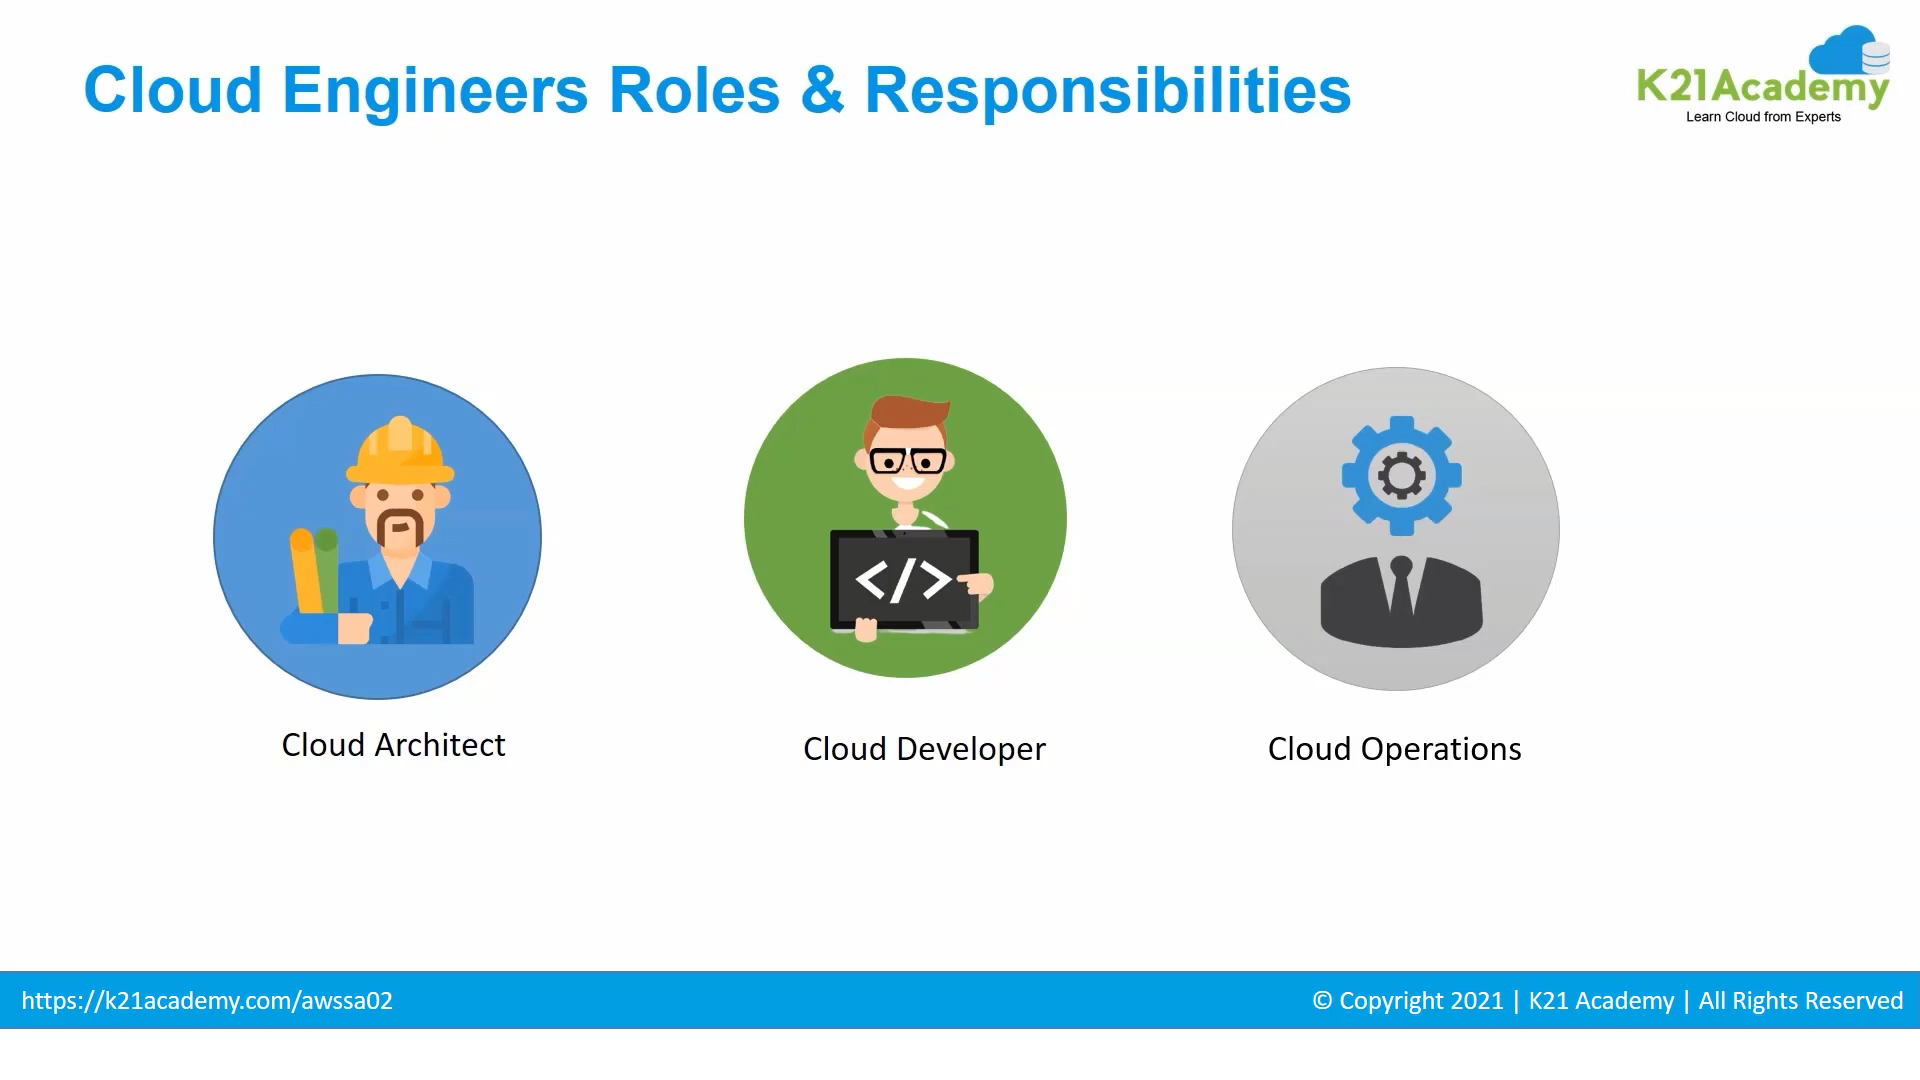 Cloud Engineers Roles & Responsibilities
K21Academy
Learn Cloud from Experts
</>
Cloud Architect
Cloud Developer
Cloud Operations
https://k21academy.com/awssa02
© Copyright 2021 | K21 Academy | All Rights Reserved